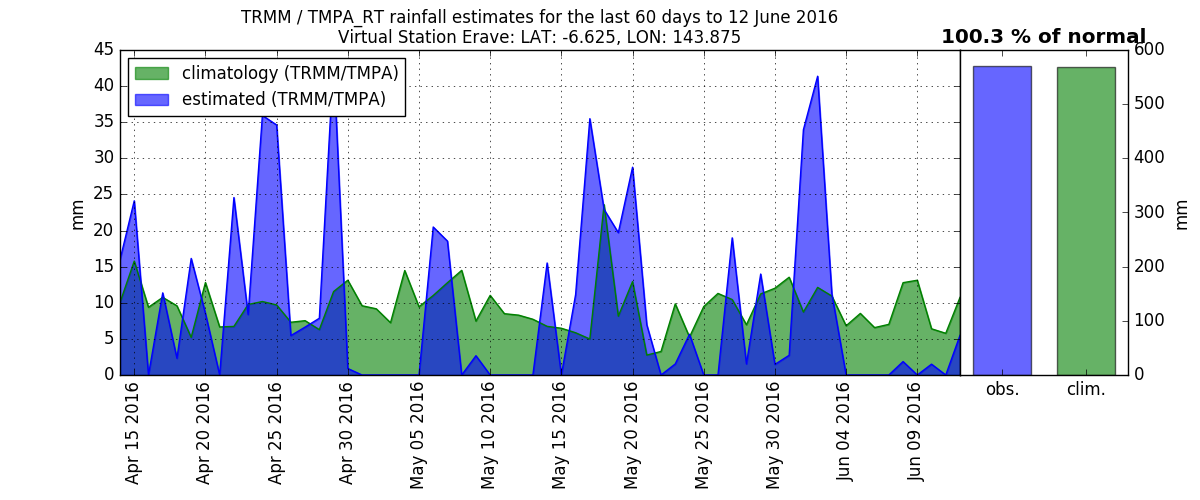 TRMM / TMPA_RT rainfall estimates for the last 60 days to 12 June 2016
Virtual Station Erave: LAT: -6.625, LON: 143.875
100.3 % of normal
climatology (TRMM/TMPA)
estimated (TRMM/TMPA)
mm
45
40
35
30
25
20
15
10
5
0
Apr 15 2016
Apr 20 2016
Apr 25 2016
Apr 30 2016
May 05 2016
May 10 2016
May 15 2016
May 20 2016
May 25 2016
May 30 2016
Jun 04 2016
Jun 09 2016
obs.
clim.
600
500
400
300
200
100
0
mm